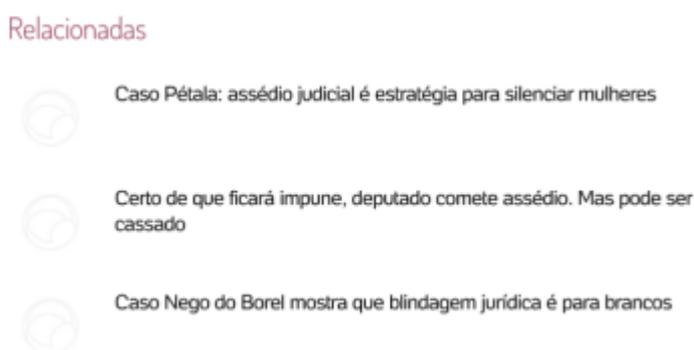 Relacionadas
Caso Pétala: assédio judicial é estratégia para silenciar mulheres
Certo de que ficará impune, deputado comete assédio. Mas pode ser
cassado
Caso Nego do Borel mostra que blindagem jurídica é para brancos